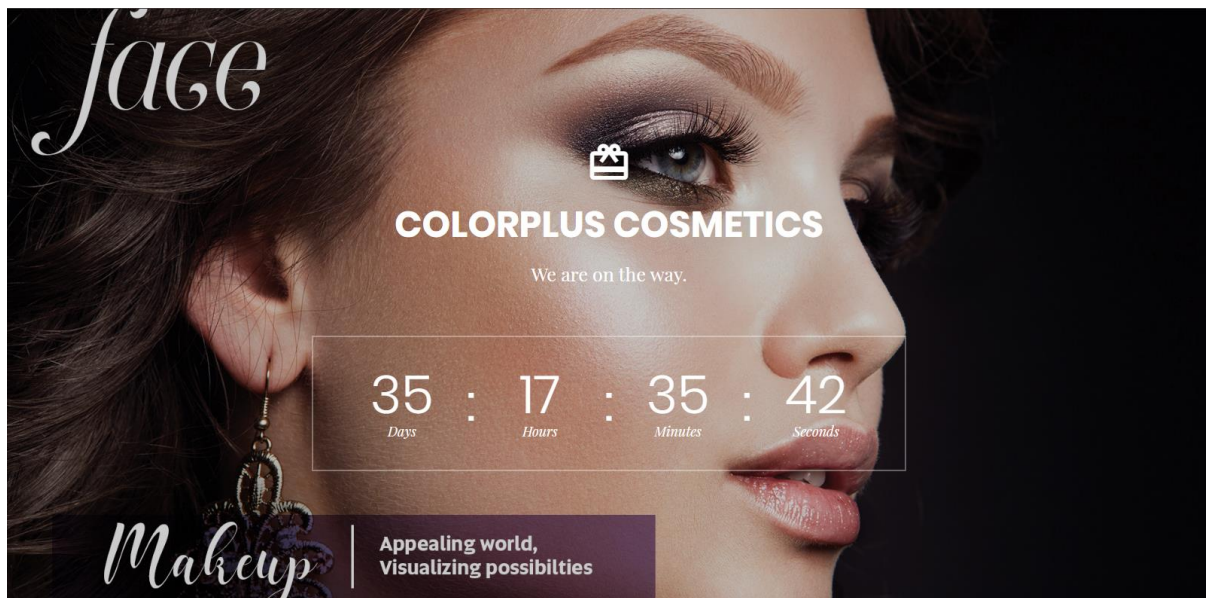 face
COLORPLUS COSMETICS
We are on the way.
35 : 17 : 35 : 42
Days Hours Minutes Seconds
Makeup
Appealing world,
Visualizing possibilties